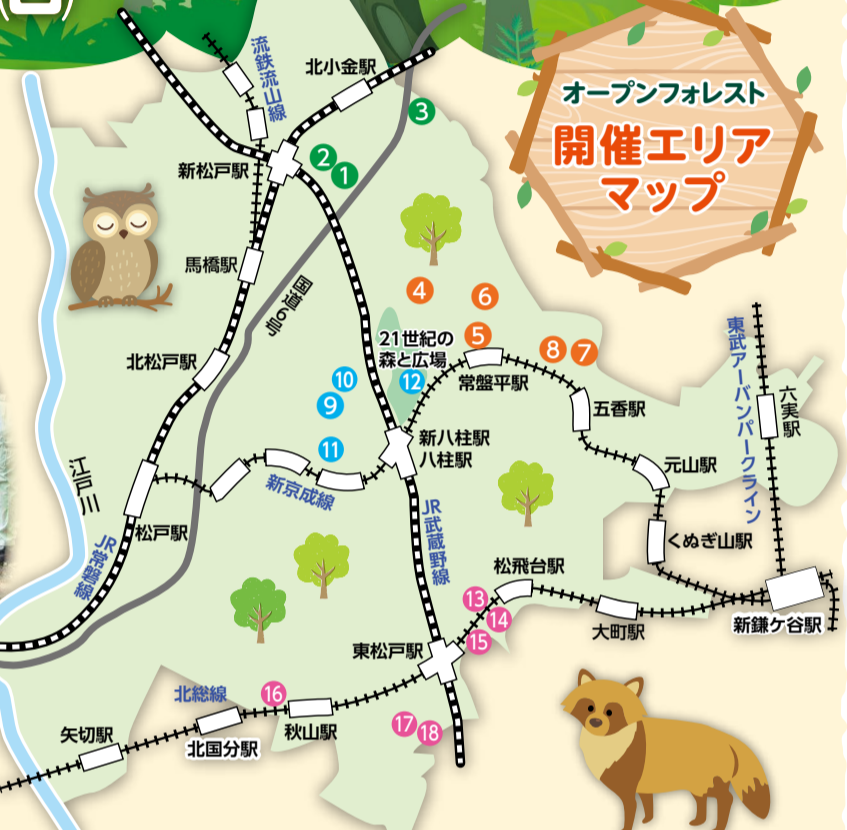 オープンフォレスト
開催エリア
マップ
流鉄流山線
北小金駅
3
新松戸駅
2
1
馬橋駅
国道6号
4
6
21世紀の
森と広場
5
8
7
北松戸駅
常盤平駅
10
12
9
五香駅
東武アーバンパークライン
六実駅
11
新八柱駅
八柱駅
江戸川
新京成線
元山駅
松戸駅
JR常磐線
JR武蔵野線
くぬぎ山駅
松飛台駅
13
14
15
大町駅
新鎌ケ谷駅
東松戸駅
北総線
16
矢切駅
北国分駅
秋山駅
17
18